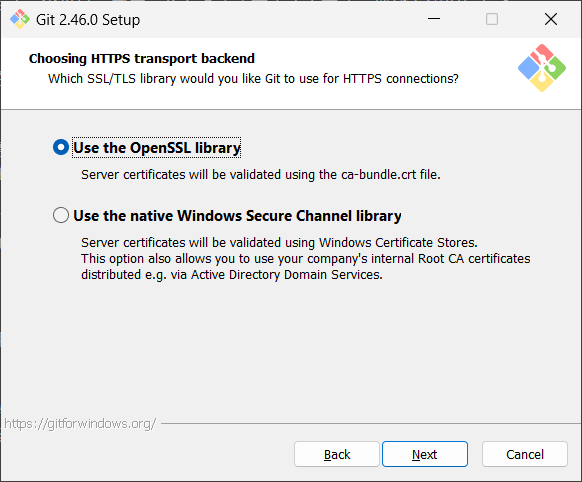 Git 2.46.0 Setup
Choosing HTTPS transport backend
Which SSL/TLS library would you like Git to use for HTTPS connections?
Use the OpenSSL library
Server certificates will be validated using the ca-bundle.crt file.
Use the native Windows Secure Channel library
Server certificates will be validated using Windows Certificate Stores.
This option also allows you to use your company's internal Root CA certificates
distributed e.g. via Active Directory Domain Services.
https://gitforwindows.org/
Back Next Cancel